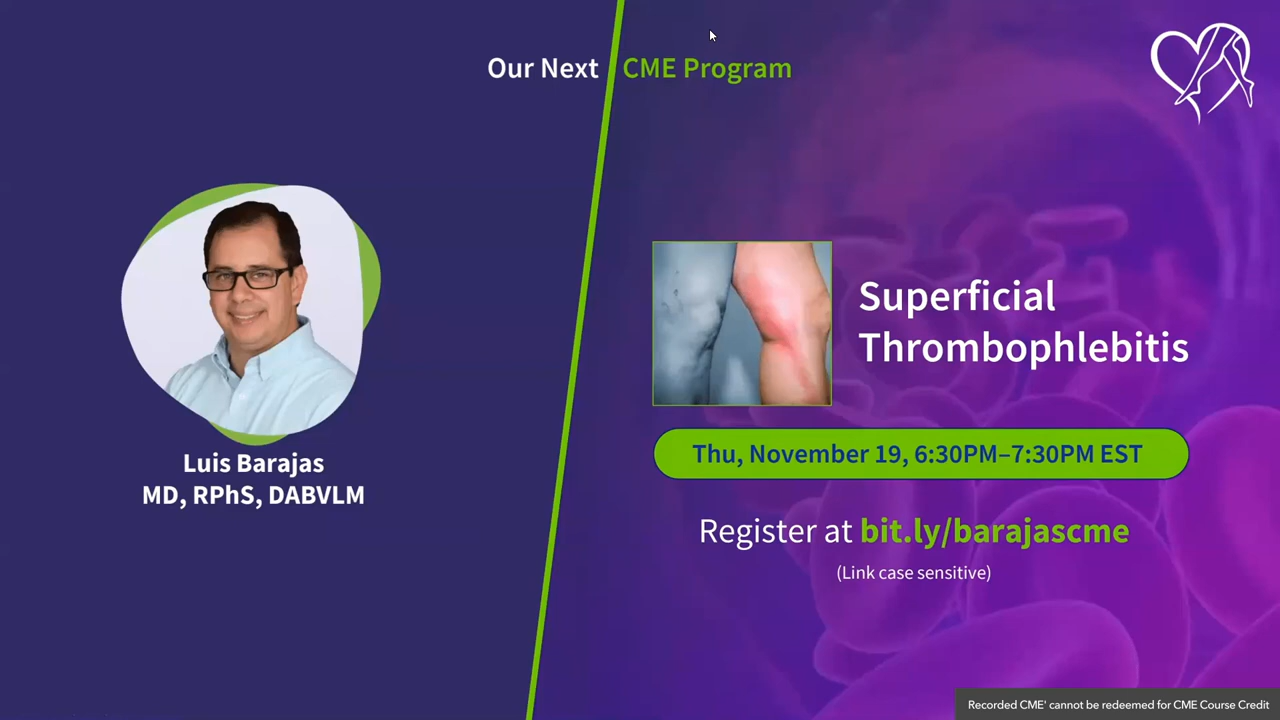 Our Next CME Program
Luis Barajas
MD, RPhS, DABVLM
Superficial
Thrombophlebitis
Thu, November 19, 6:30PM–7:30PM EST
Register at bit.ly/barajascme
(Link case sensitive)
Recorded CME' cannot be redeemed for CME Course Credit